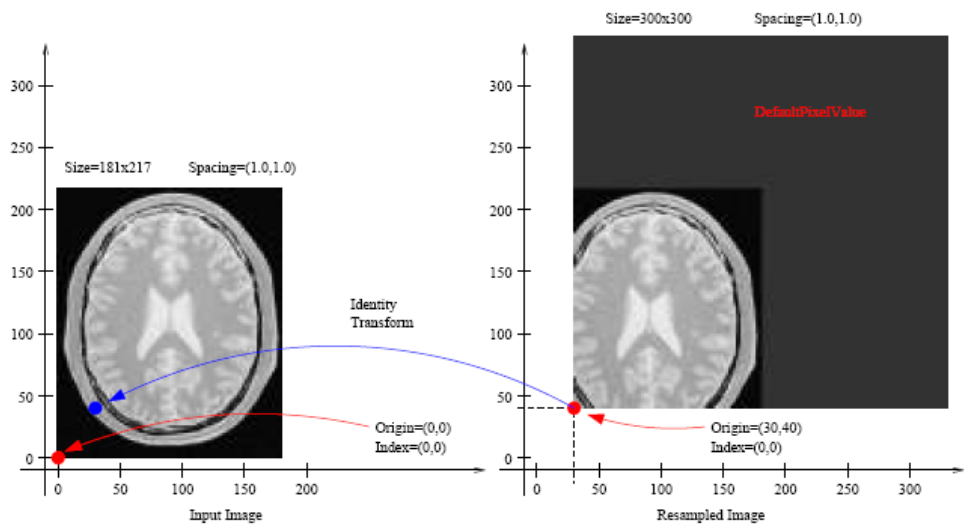 Size=300x300 Spacing=(1.0,1.0)
DefaultPixelValue
300
250
200
150
100
50
0
Size=181x217 Spacing=(1.0,1.0)
300
250
200
150
100
50
0
Identity
Transform
Origin=(0,0)
Index=(0,0)
Origin=(30,40)
Index=(0,0)
0 50 100 150 200
0 50 100 150 200 250 300
Input Image
Resampled Image